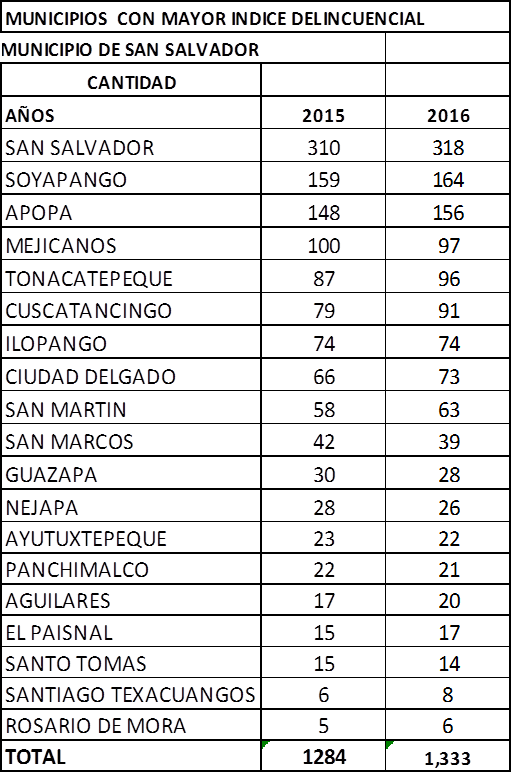 MUNICIPIOS CON MAYOR INDICE DELINCUENCIAL
MUNICIPIO DE SAN SALVADOR
CANTIDAD
AÑOS 2015 2016
SAN SALVADOR 310 318
SOYAPANGO 159 164
APOPA 148 156
MEJICANOS 100 97
TONACATEPEQUE 87 96
CUSCATANCINGO 79 91
ILOPANGO 74 74
CIUDAD DELGADO 66 73
SAN MARTIN 58 63
SAN MARCOS 42 39
GUAZAPA 30 28
NEJAPA 28 26
AYUTUXTEPEQUE 23 22
PANCHIMALCO 22 21
AGUILARES 17 20
EL PAISNAL 15 17
SANTO TOMAS 15 14
SANTIAGO TEXACUANGOS 6 8
ROSARIO DE MORA 5 6
TOTAL 1284 1,333